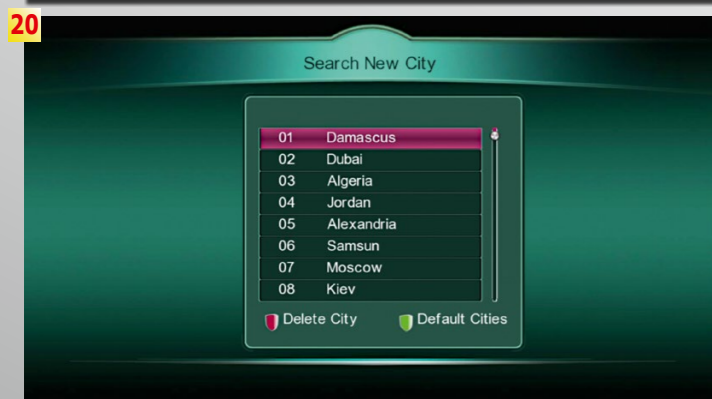 20
Search New City
01 Damascus
02 Dubai
03 Algeria
04 Jordan
05 Alexandria
06 Samsun
07 Moscow
08 Kiev
Delete City Default Cities